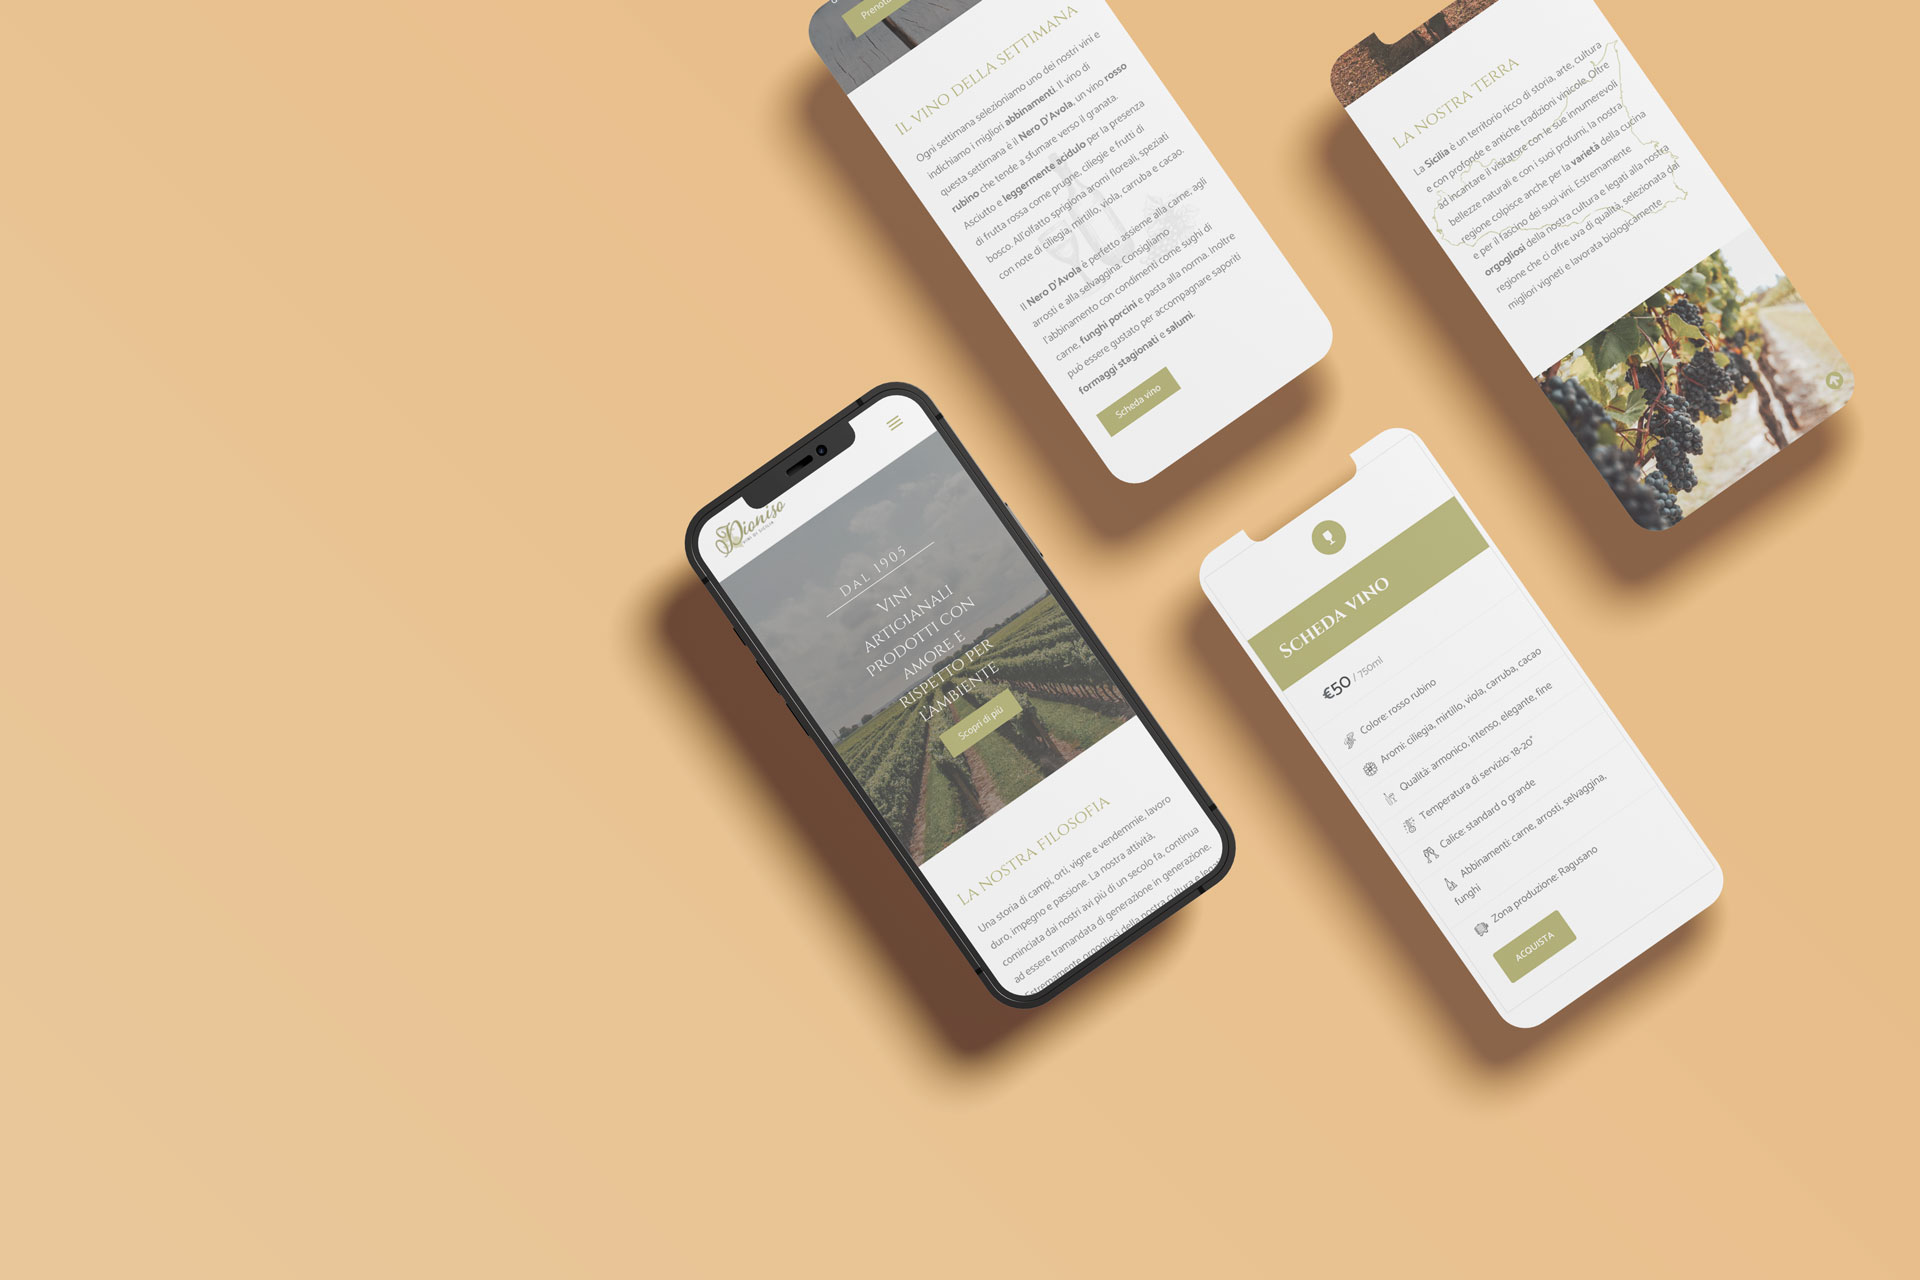 IL VINO DELLA SETTIMANA
Ogni settimana selezioniamo uno dei nostri vini e
indichiamo i migliori abbinamenti. Il vino di
questa settimana é il Nero D'Avola, un vino rosso
rubino che tende a sfumare verso il granata.
Asciutto e leggermente acidulo per la presenza
di frutta rossa come prugne, ciliegie e frutti di
bosco. All'olfatto sprigiona aromi floreali, speziati
con note di ciliegia, mirtillo, viola, carruba e cacao.
Il Nero D'Avola è perfetto assieme alla carne, agli
arrosti e alla selvaggina. Consigliamo
l'abbinamento con condimenti come sughi di
carne, funghi porcini e pasta alla norma. Inoltre
può essere gustato per accompagnare saporiti
formaggi stagionati e salumi.
Scheda vino
LA NOSTRA TERRA
La Sicilia è un territorio ricco di storia, arte, cultura
e con profonde e antiche tradizioni vinicole. Oltre
ad incantare il visitatore con le sue innumerevoli
bellezze naturali e con i suoi profumi, la nostra
regione colpisce anche per la varietà della cucina
e per il fascino dei suoi vini. Estremamente
orgogliosi della nostra cultura e legati alla nostra
regione che ci offre uva di qualità, selezionata dai
migliori vigneti e lavorata biologicamente
Dioniso
VINI DI SICILIA
DAL 1905
VINI
ARTIGIANALI
PRODOTTI CON
AMORE E
RISPETTO PER
L'AMBIENTE
Scopri di più
LA NOSTRA FILOSOFIA
Una storia di campi, orti, vigne e vendemmie, lavoro
duro, impegno e passione. La nostra attività,
cominciata dai nostri avi più di un secolo fa, continua
ad essere tramandata di generazione in generazione.
Estremamente orgogliosi della nostra cultura e
SCHEDA VINO
€50 / 750ml
Colore: rosso rubino
Aromi: ciliegia, mirtillo, viola, carruba, cacao
Qualità: armonico, intenso, elegante, fine
Temperatura di servizio: 18-20°
Calice: standard o grande
Abbinamenti: carne, arrosti, selvaggina,
funghi
Zona produzione: Ragusano
ACQUISTA